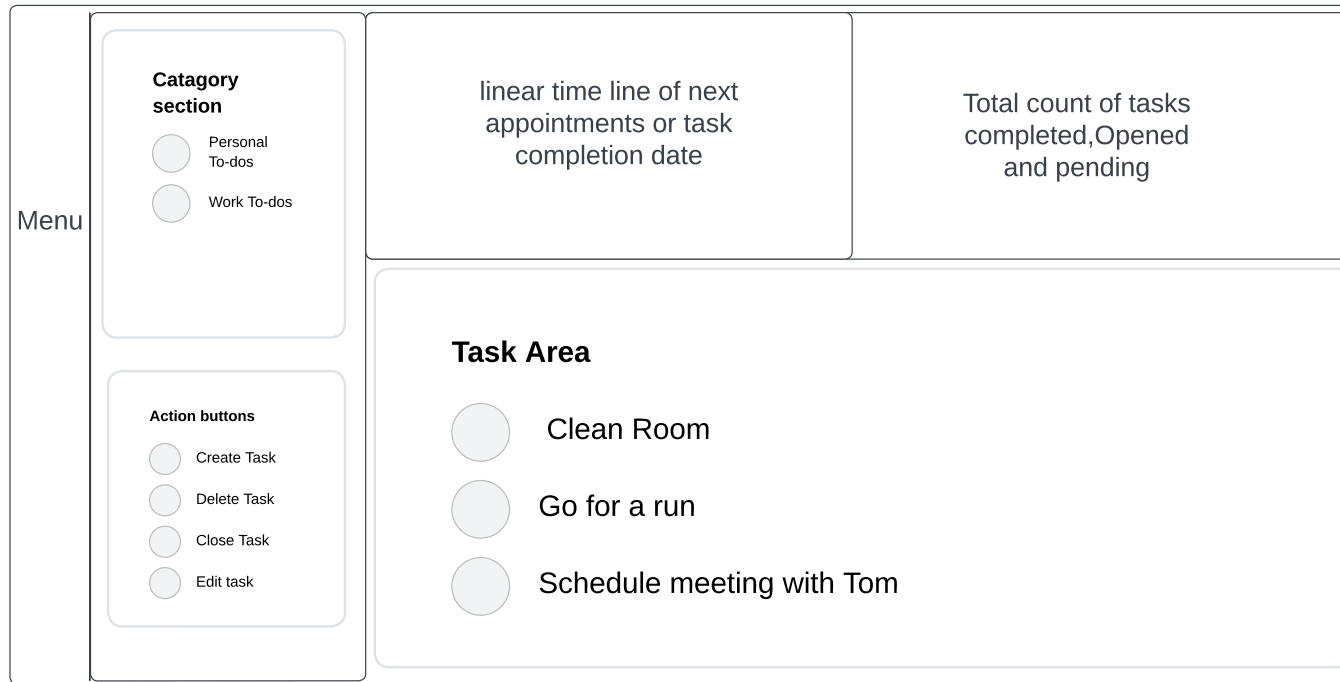 Menu
Catagory
section
Personal
To-dos
Work To-dos
Action buttons
Create Task
Delete Task
Close Task
Edit task
linear time line of next
appointments or task
completion date
Total count of tasks
completed,Opened
and pending
Task Area
Clean Room
Go for a run
Schedule meeting with Tom